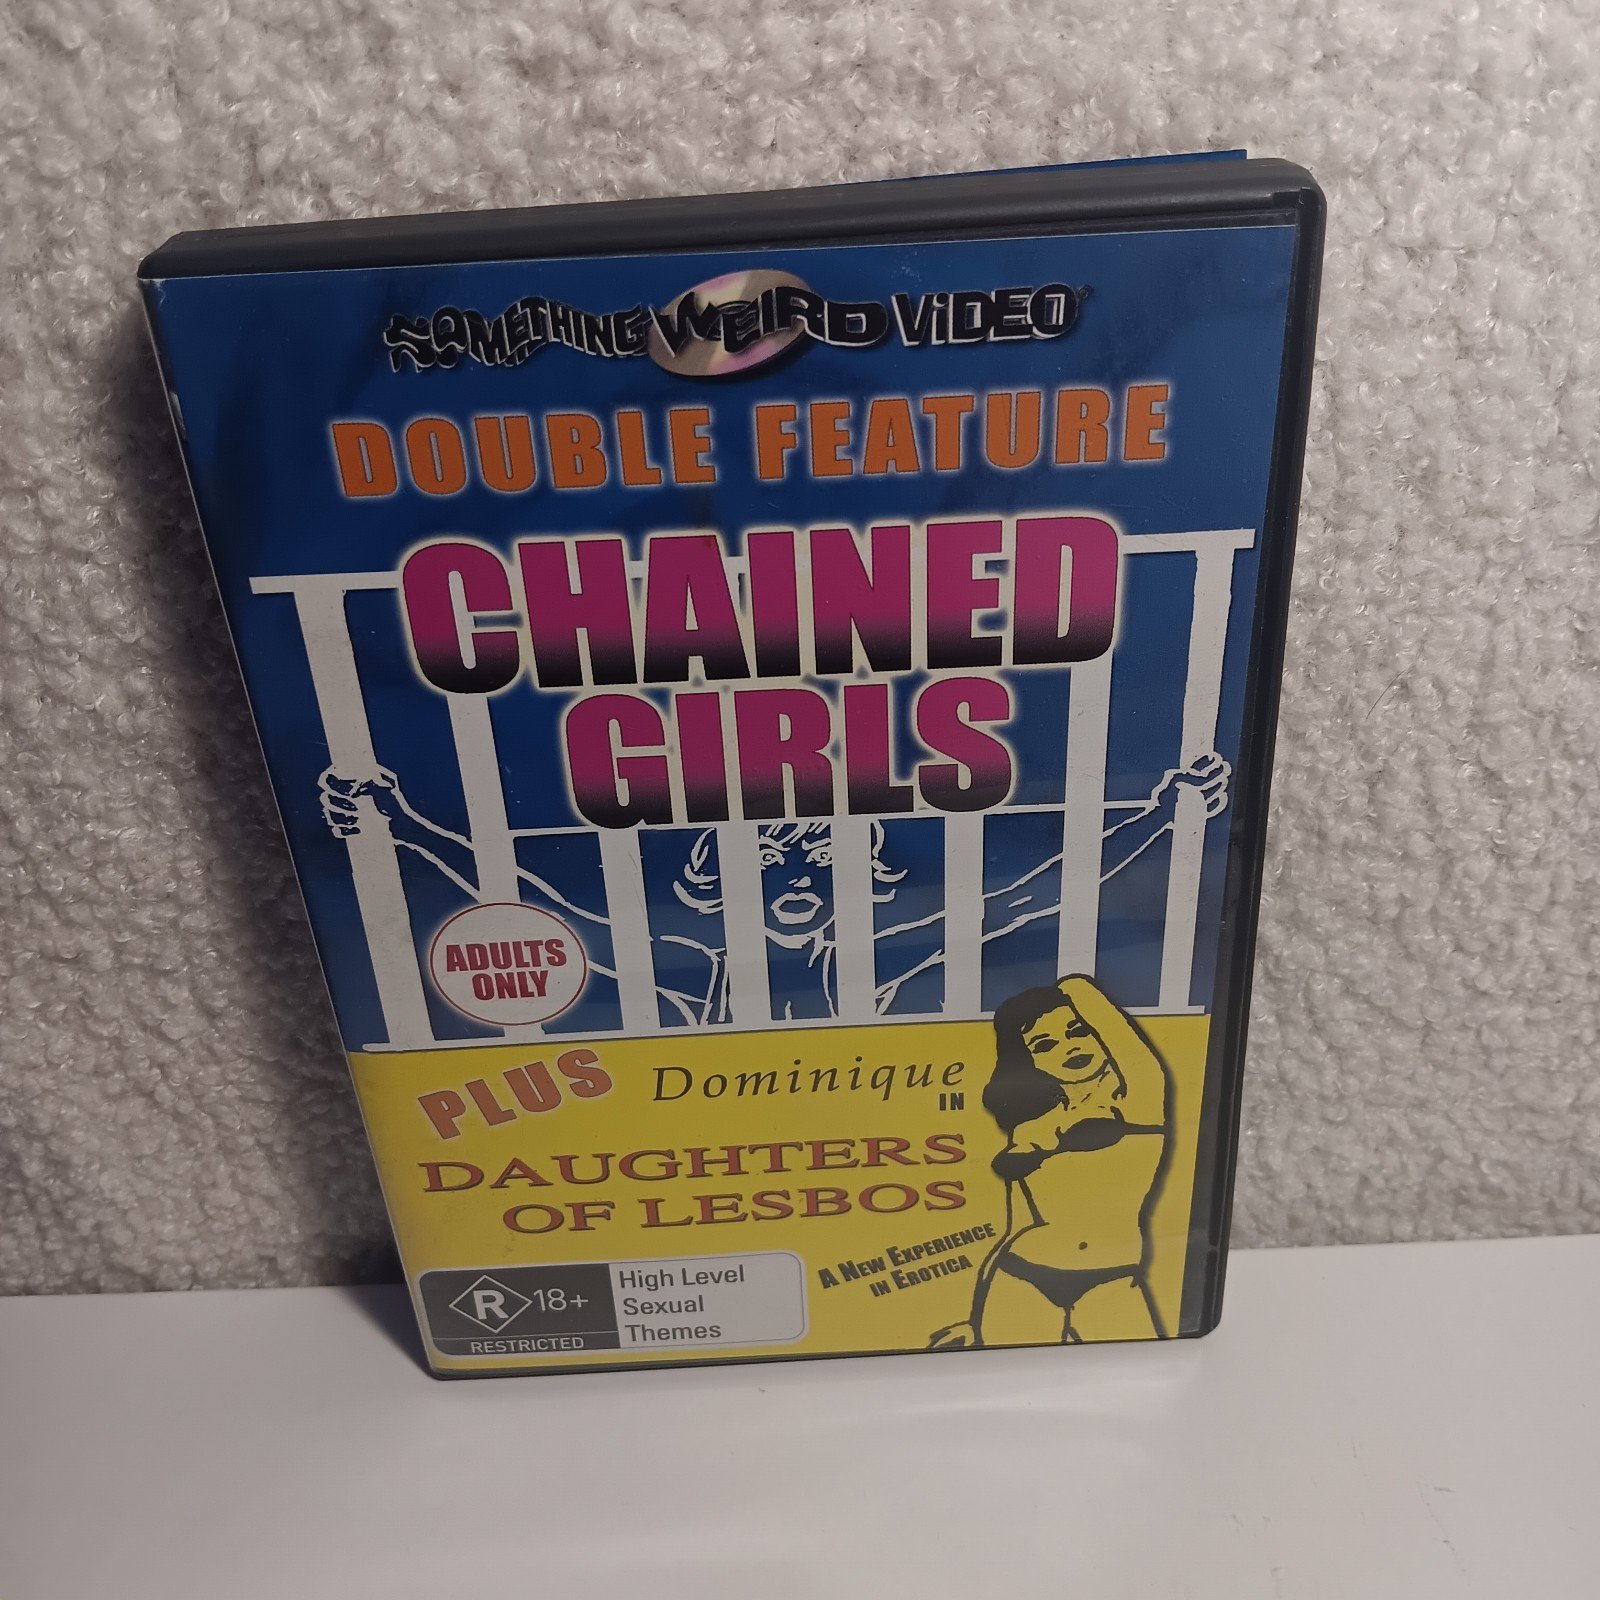 SOMETHING WEIRD VIDEO®
DOUBLE FEATURE
CHAINED
GIRLS
ADULTS
ONLY
PLUS
Dominique
IN
DAUGHTERS
OF LESBOS
A NEW EXPERIENCE
IN EROTICA
R 18+
RESTRICTED
High Level
Sexual
Themes